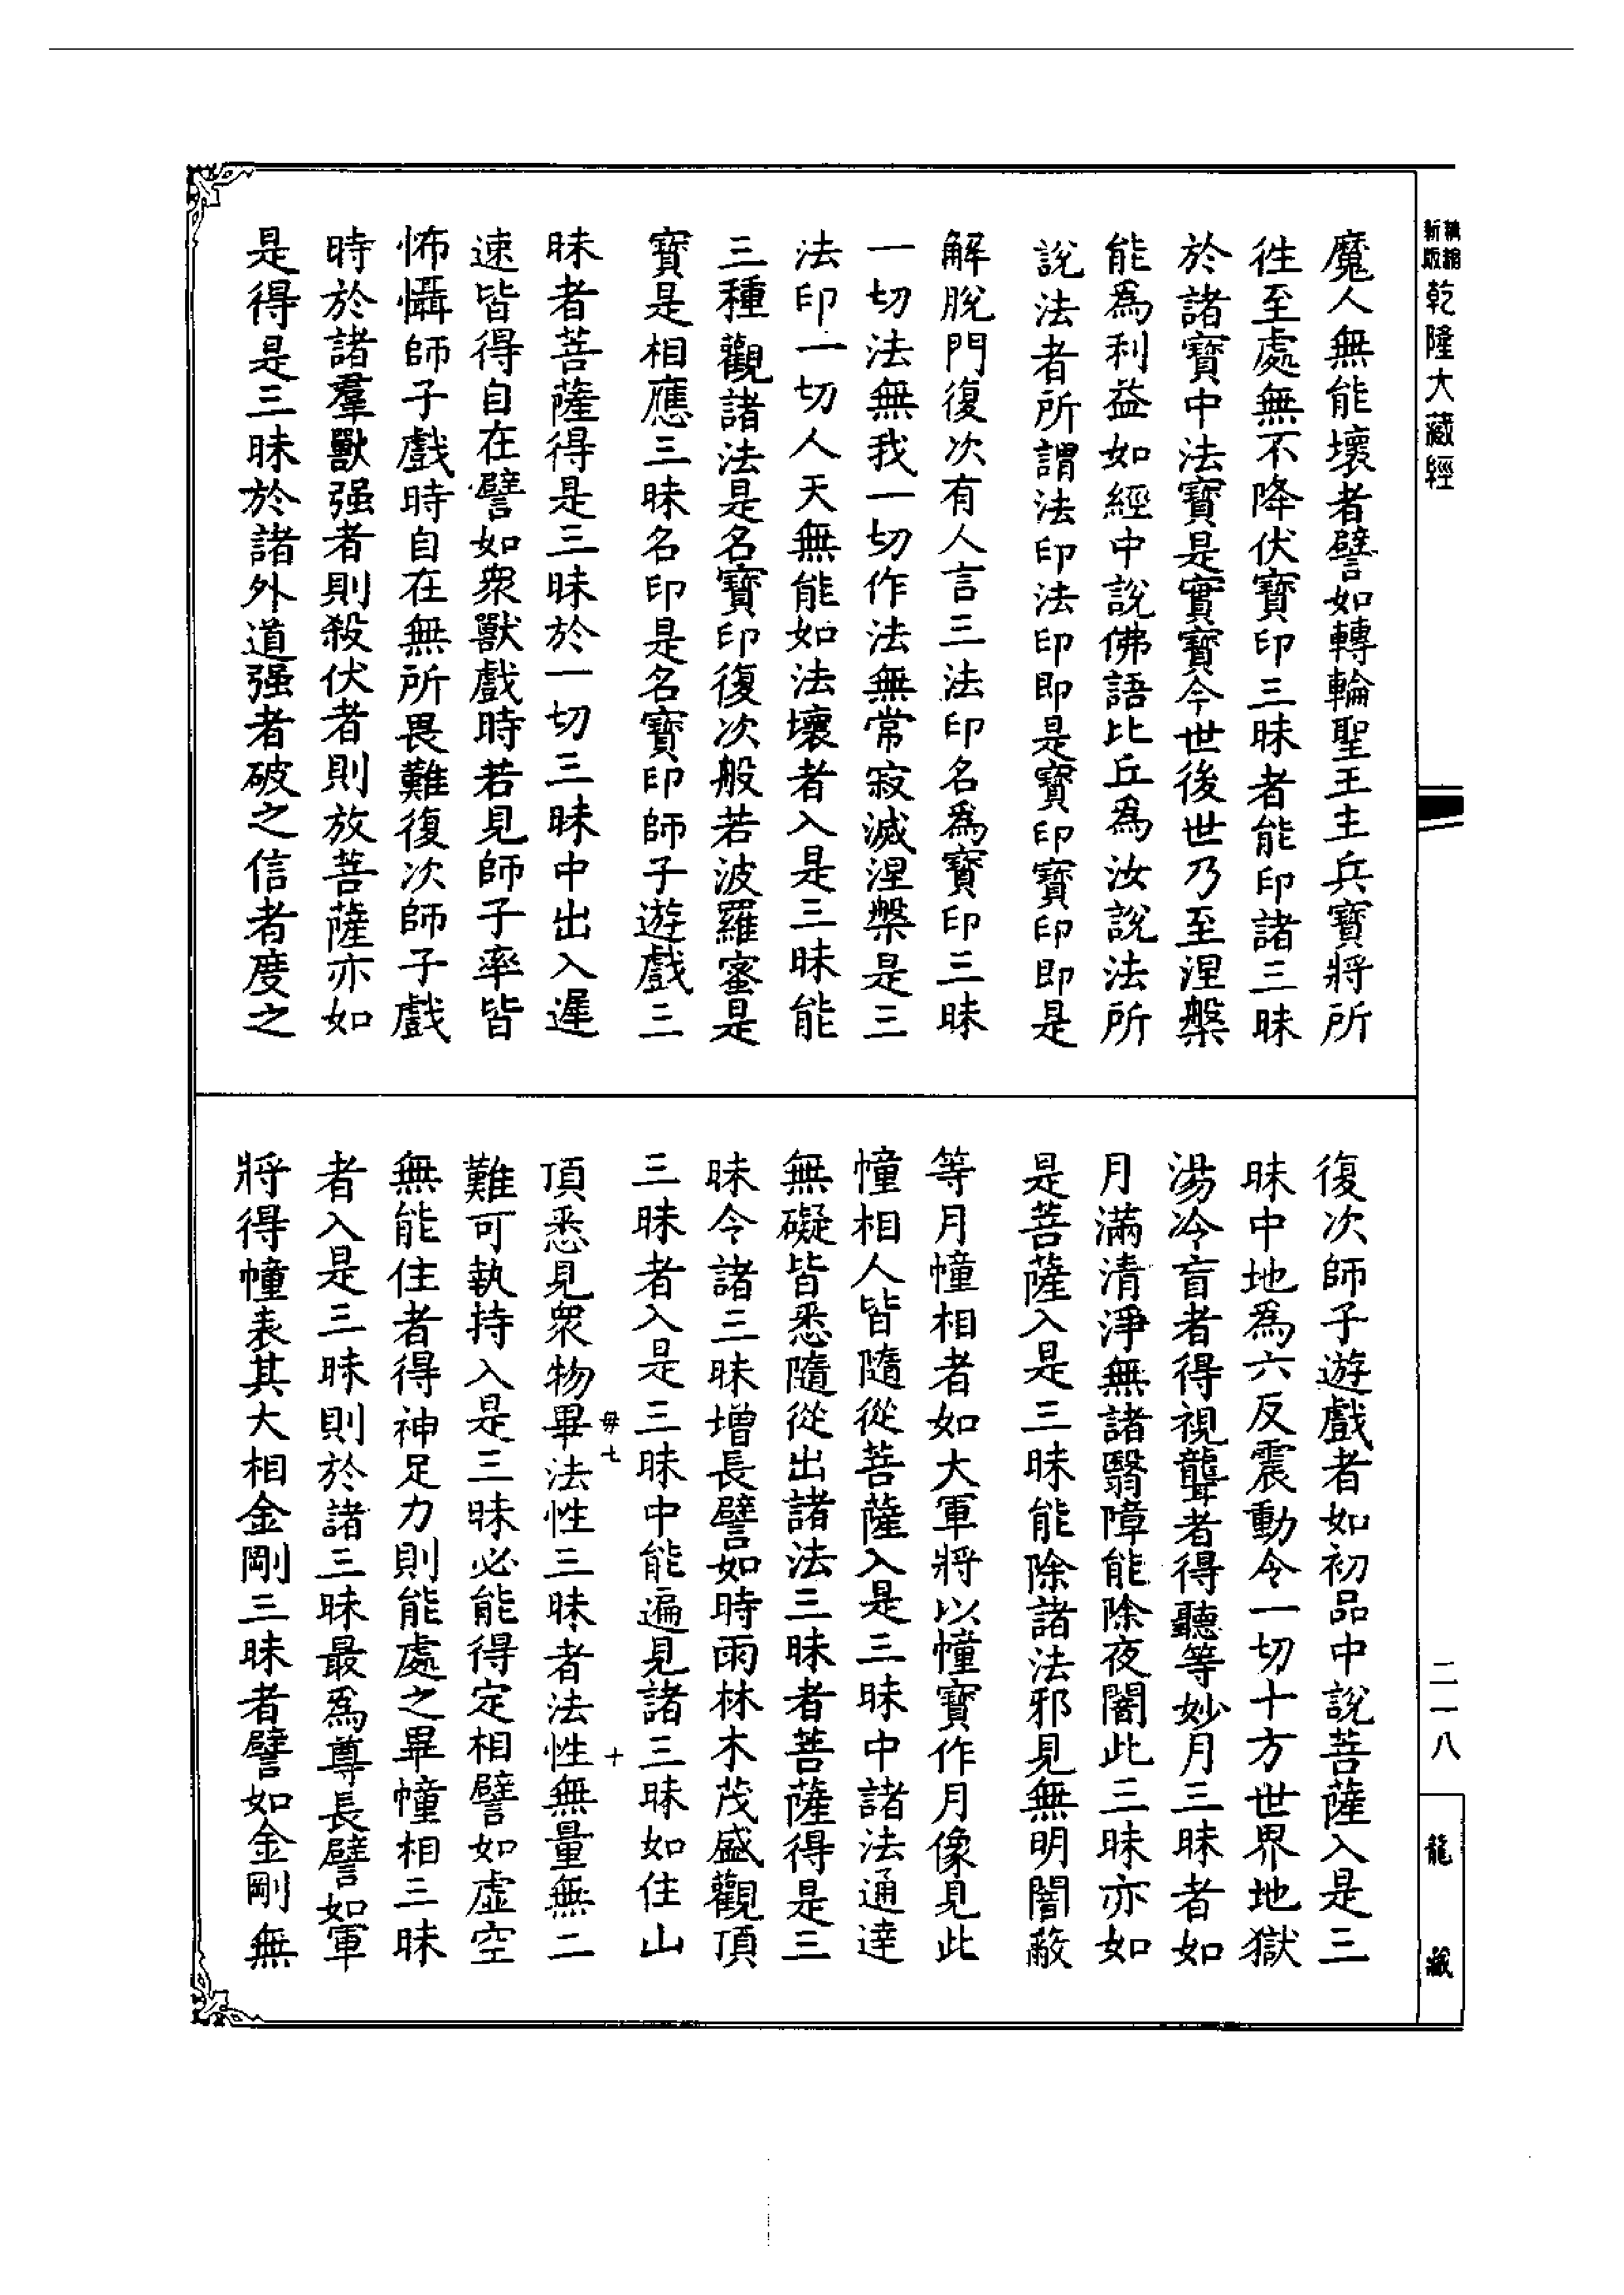 乾隆大藏經
魔人無能壞者譬如轉輪聖王主兵寶將所
往至處無不降伏寶印三昧者能印諸三昧
於諸寶中法寶是實寶今世後世乃至涅槃
能爲利益如經中說佛語比丘爲汝說法所
說法者所謂法印法印即是寶印寶印即是
解脫門復次有人言三法印名爲寶印三昧
一切法無我一切作法無常寂滅涅槃是三
法印一切人天無能如法壞者入是三昧能
三種觀諸法是名寶印復次般若波羅蜜是
寶是相應三昧名印是名寶印師子遊戲三
昧者菩薩得是三昧於一切三昧中出入遲
速皆得自在譬如衆獸戲時若見師子率皆
怖懾師子戲時自在無所畏難復次師子戲
時於諸羣獸强者則殺伏者則放菩薩亦如
是得是三昧於諸外道强者破之信者度之
復次師子遊戲者如初品中說菩薩入是三
昧中地爲六反震動令一切十方世界地獄
湯冷盲者得視聾者得聽等妙月三昧者如
月滿清淨無諸翳障能除夜闇此三昧亦如
是菩薩入是三昧能除諸法邪見無明闇蔽
等月幢相者如大軍將以幢寶作月像見此
幢相人皆隨從菩薩入是三昧中諸法通達
無礙皆悉隨從出諸法三昧者菩薩得是三
昧令諸三昧增長譬如時雨林木茂盛觀頂
三昧者入是三昧中能遍見諸三昧如住山
頂悉見衆物畢法性三昧者法性無量無二
難可執持入是三昧必能得定相譬如虛空
無能住者得神足力則能處之畢幢相三昧
者入是三昧則於諸三昧最爲尊長譬如軍
將得幢表其大相金剛三昧者譬如金剛無
二一八
龍藏